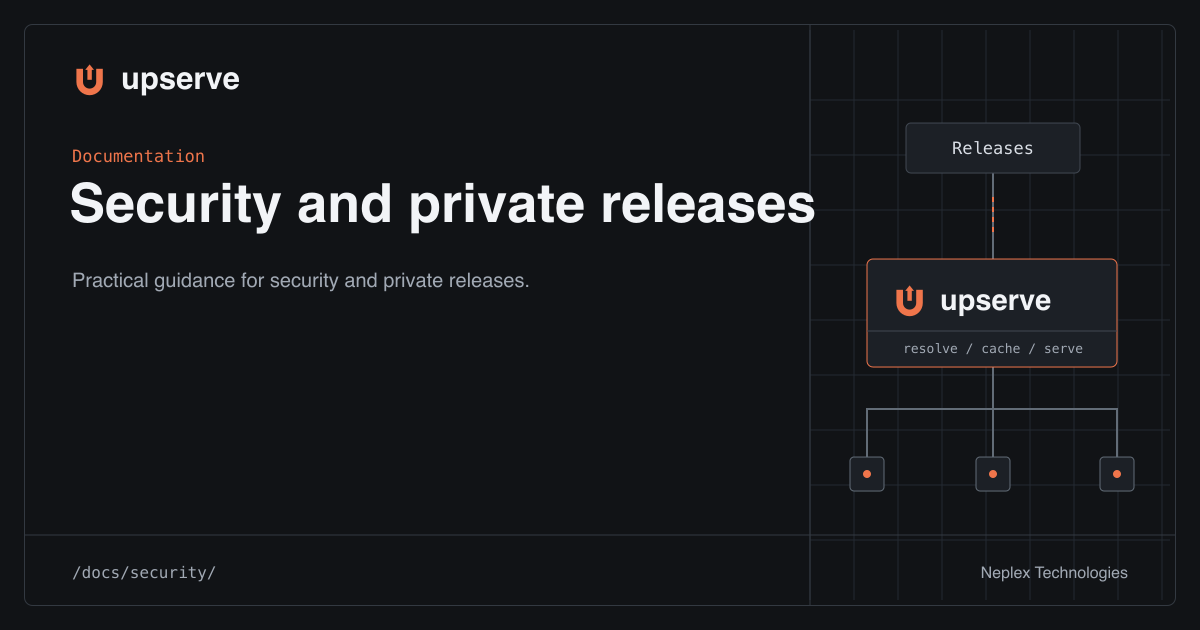 upserve
Documentation
Security and private releases
Practical guidance for security and private releases.
Releases
upserve
resolve / cache / serve
/docs/security/
Neplex Technologies